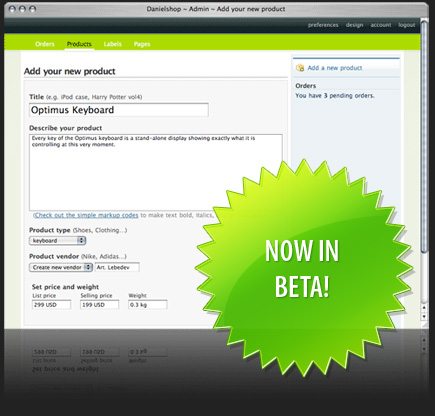 Danielshop ~ Admin ~ Add your new product
preferences design account logout
Orders Products Labels Pages
Add your new product
Add a new product
Orders
You have 3 pending orders.
Title (e.g. iPod case, Harry Potter vol4)
Optimus Keyboard
Describe your product
Every key of the Optimus keyboard is a stand-alone display showing exactly what it is
controlling at this very moment.
(Check out the simple markup codes to make text bold, italics,
Product type (Shoes, Clothing...)
keyboard
Product vendor (Nike, Adidas...)
Create new vendor Art. Lebedev
Set price and weight
List price Selling price Weight
299 USD 199 USD 0.3 kg
NOW IN
BETA!